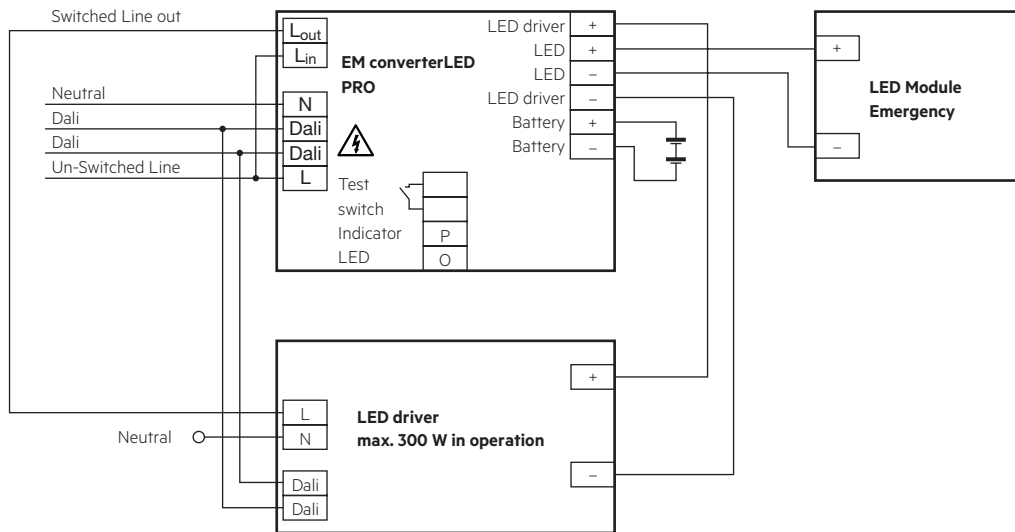 Switched Line out
Lout
Lin
Neutral
N
Dali
Dali
Dali
Dali
Un-Switched Line
L
EM converterLED
PRO
Test
switch
Indicator
P
LED
O
LED driver
+
LED
+
LED
–
LED driver
–
Battery
+
Battery
–
+
–
LED Module
Emergency
L
Neutral
N
Dali
Dali
LED driver
max. 300 W in operation
+
–